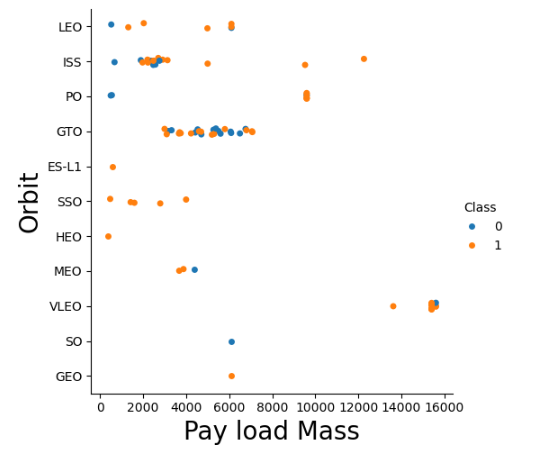 LEO
ISS
PO
GTO
ES-L1
SSO
HEO
MEO
VLEO
SO
GEO
Orbit
0 2000 4000 6000 8000 10000 12000 14000 16000
Pay load Mass
Class
0
1